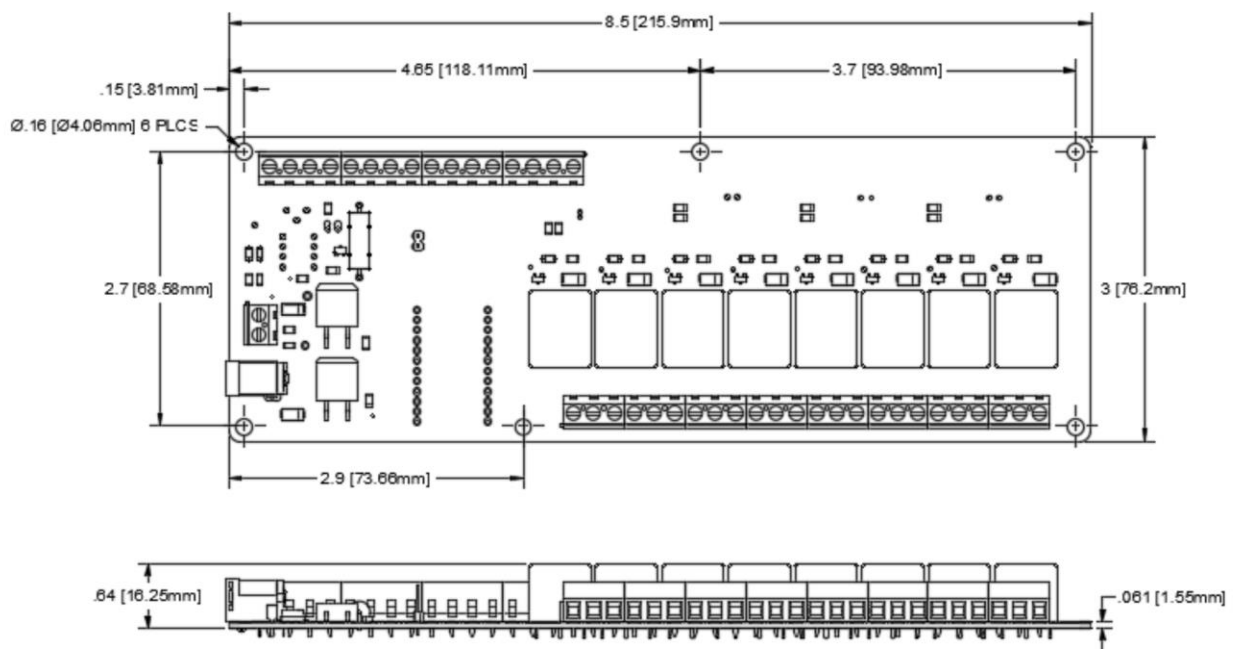 8.5 [215.9mm]
4.65 [118.11mm]
3.7 [93.98mm]
.15 [3.81mm]
Ø.16 [Ø4.06mm] 6 PLCS
2.7 [68.58mm]
3 [76.2mm]
2.9 [73.66mm]
.64 [16.25mm]
.061 [1.55mm]